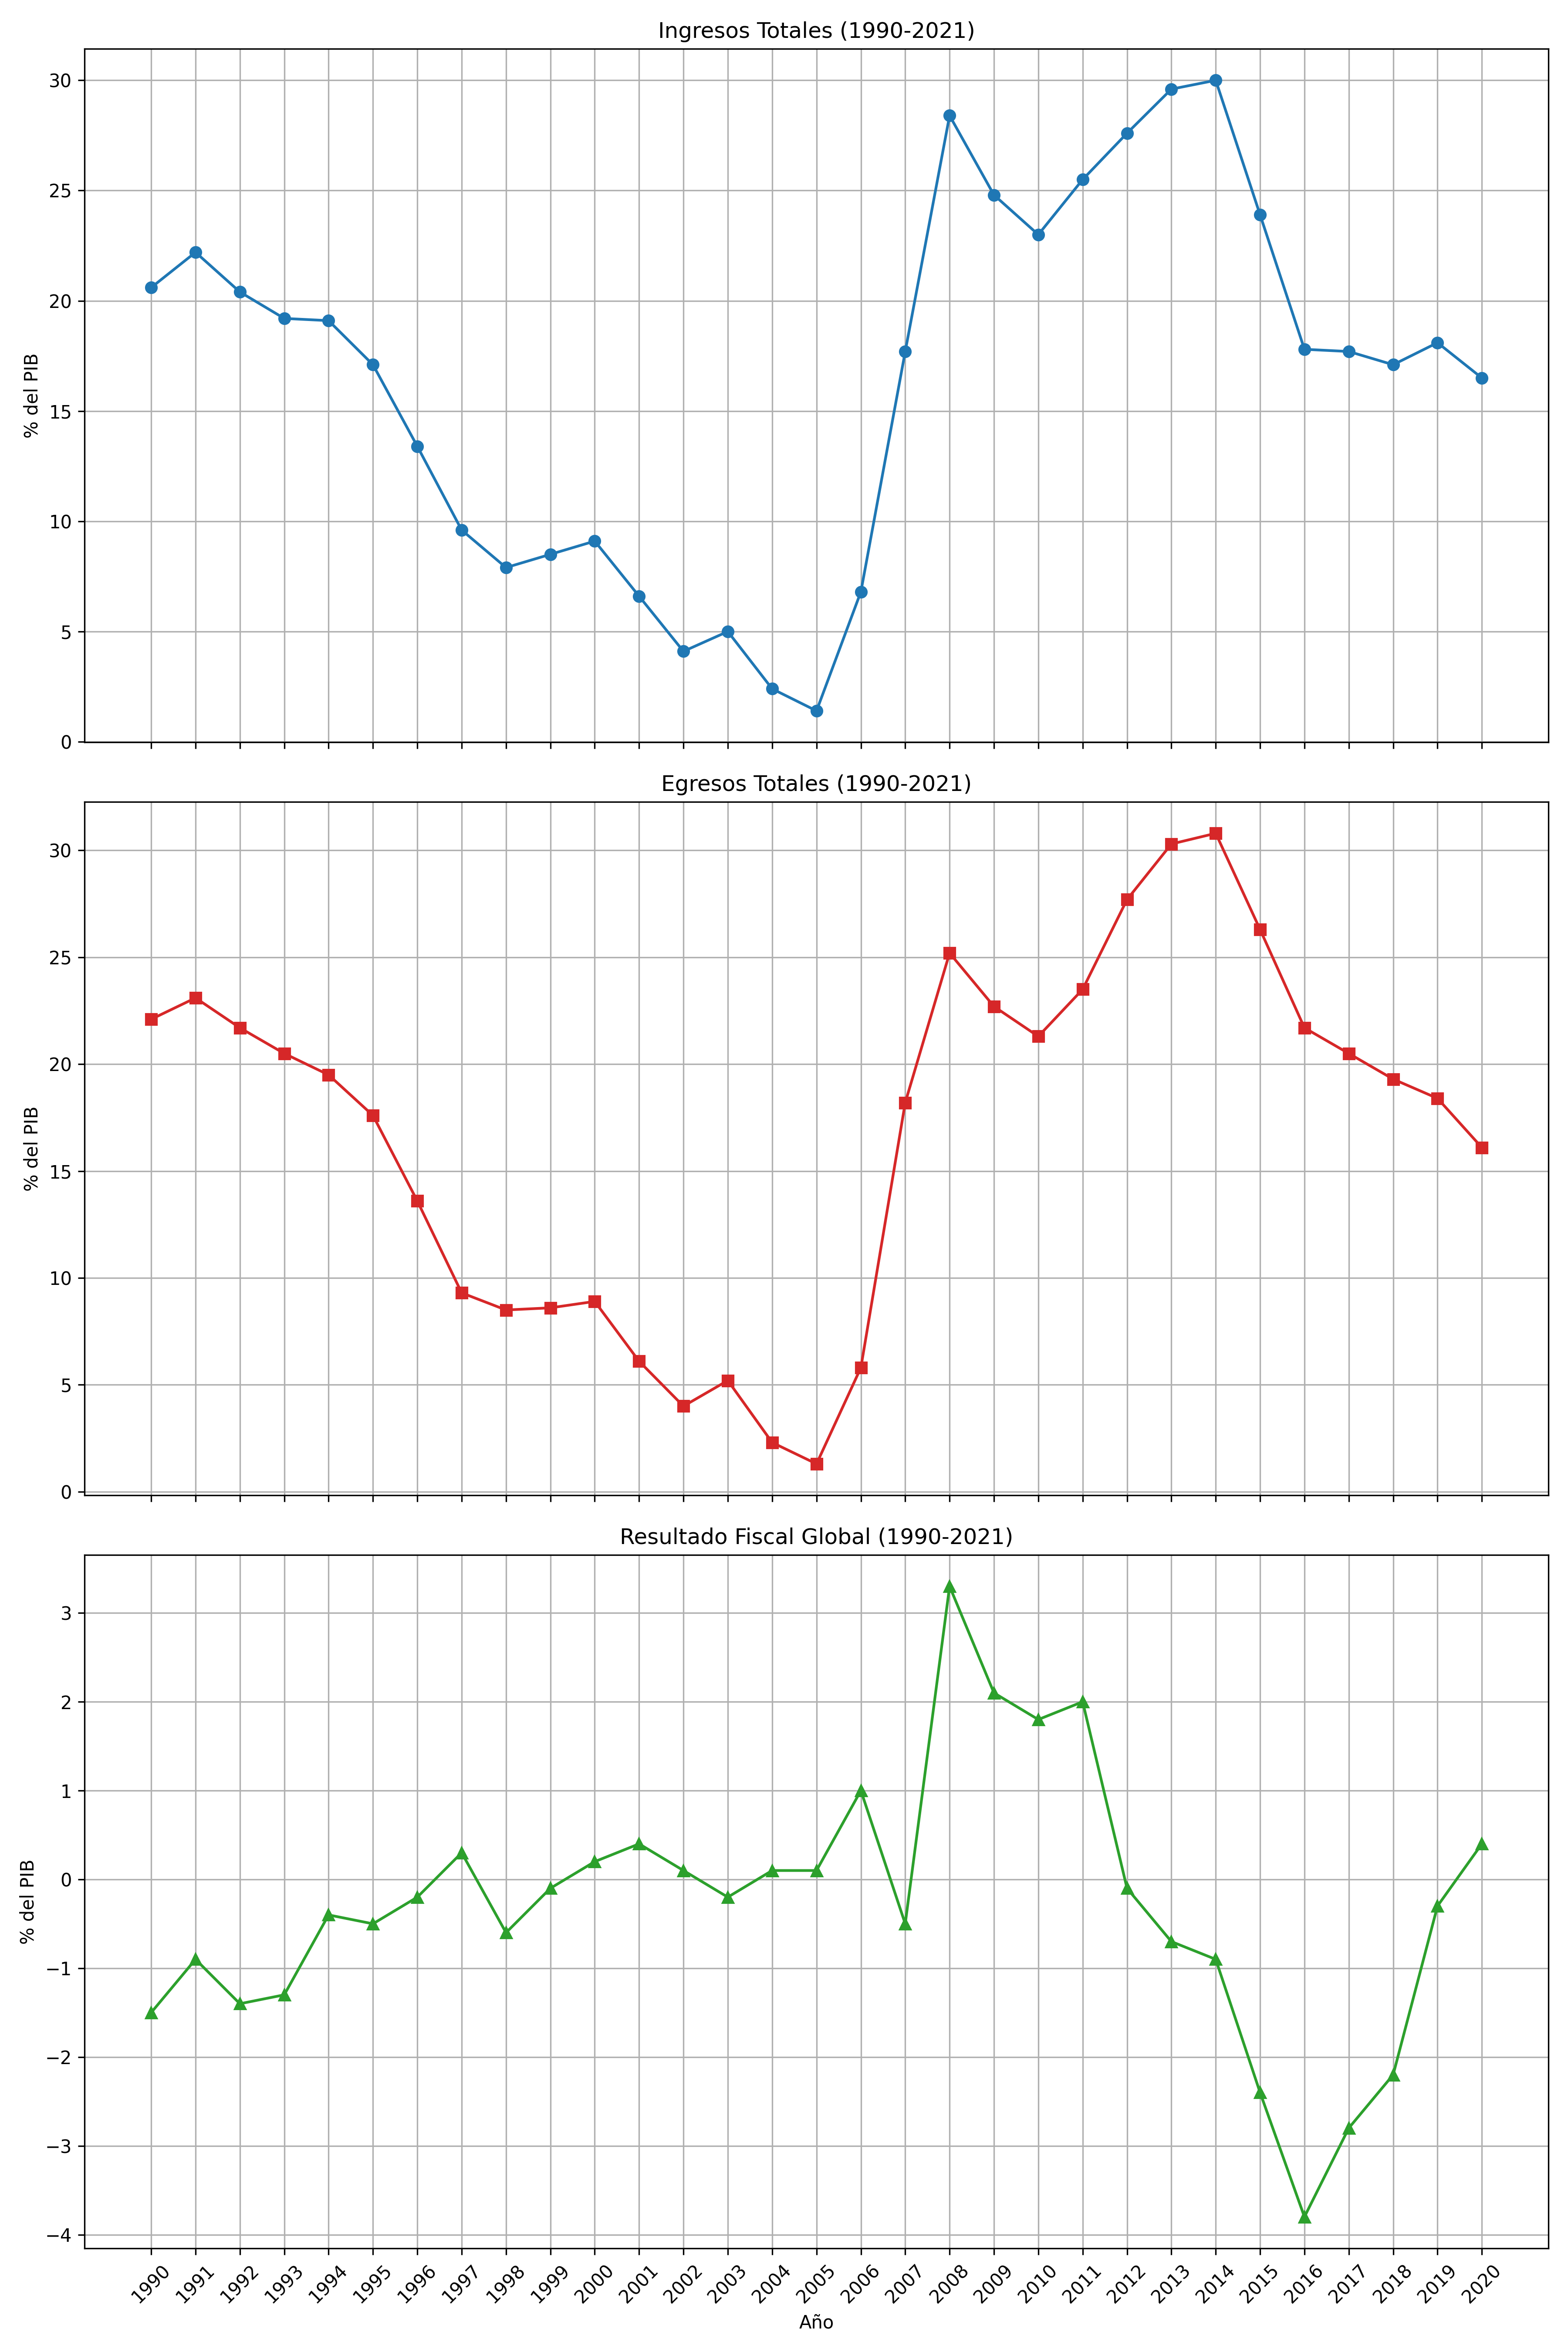 Ingresos Totales (1990-2021)
% del PIB
30
25
20
15
10
5
0
Egresos Totales (1990-2021)
% del PIB
30
25
20
15
10
5
0
Resultado Fiscal Global (1990-2021)
% del PIB
3
2
1
0
−1
−2
−3
−4
1990 1991 1992 1993 1994 1995 1996 1997 1998 1999 2000 2001 2002 2003 2004 2005 2006 2007 2008 2009 2010 2011 2012 2013 2014 2015 2016 2017 2018 2019 2020
Año